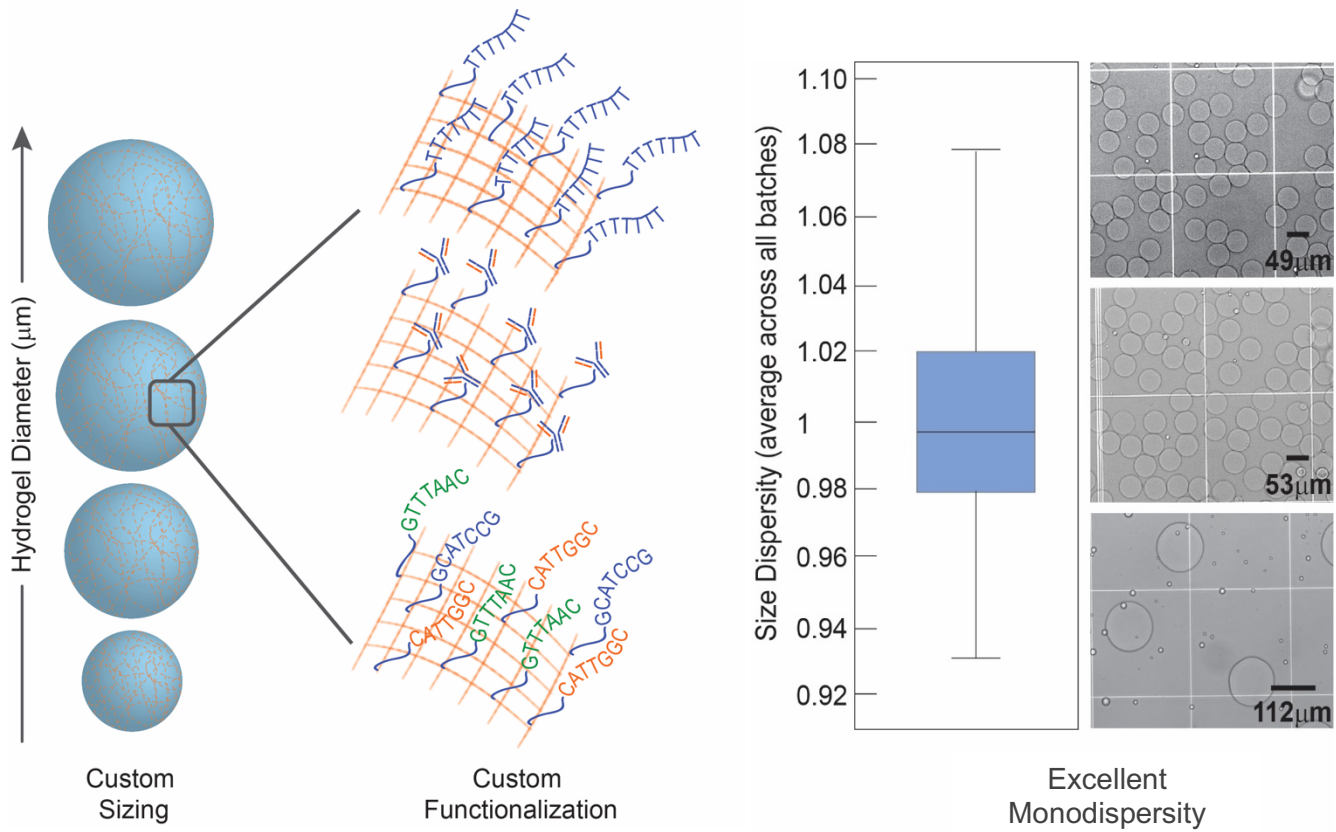 Hydrogel Diameter (μm)
Custom
Sizing
TTTTTTT
TTTTTTT
TTTTTTT
TTTTTTT
TTTTTTT
TTTTTTT
TTTTTTT
TTTTTTT
GTTTAAC
GCATCCG
CATTGGC
CATTGGC
GTTTAAC
GCATCCG
GTTTAAC
CATTGGC
Custom
Functionalization
Size Dispersity (average across all batches)
1.10
1.08
1.06
1.04
1.02
1
0.98
0.96
0.94
0.92
49μm
53μm
112μm
Excellent
Monodispersity